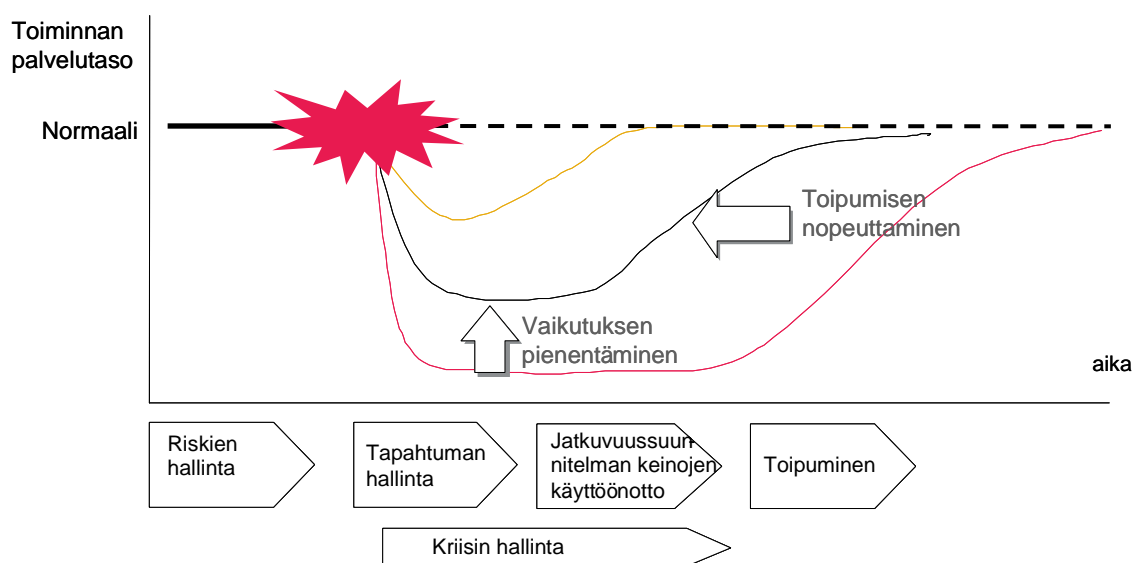 Toiminnan
palvelutaso
Normaali
Toipumisen
nopeuttaminen
Vaikutuksen
pienentäminen
aika
Riskien
hallinta
Tapahtuman
hallinta
Jatkuvuussuun-
nitelman keinojen
käyttöönotto
Toipuminen
Kriisin hallinta